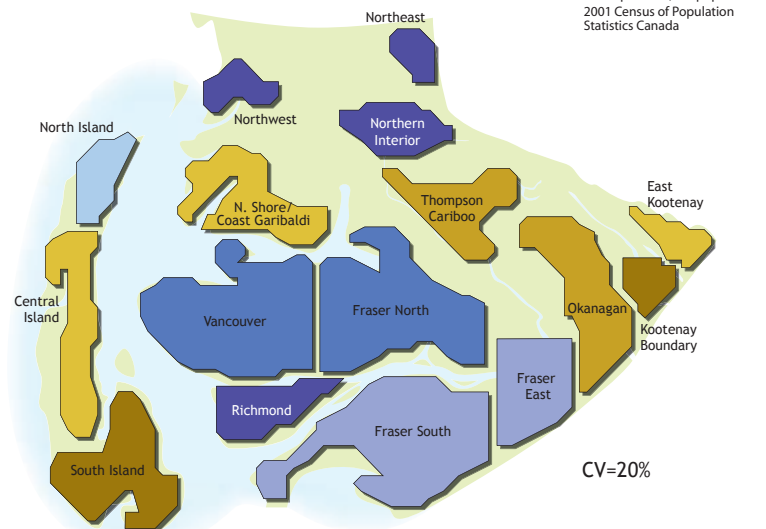 2001 Census of Population
Statistics Canada
Northeast
Northwest
Northern
Interior
North Island
N. Shore/
Coast Garibaldi
Thompson
Cariboo
East
Kootenay
Central
Island
Vancouver
Fraser North
Okanagan
Kootenay
Boundary
Richmond
Fraser
East
Fraser South
South Island
CV=20%